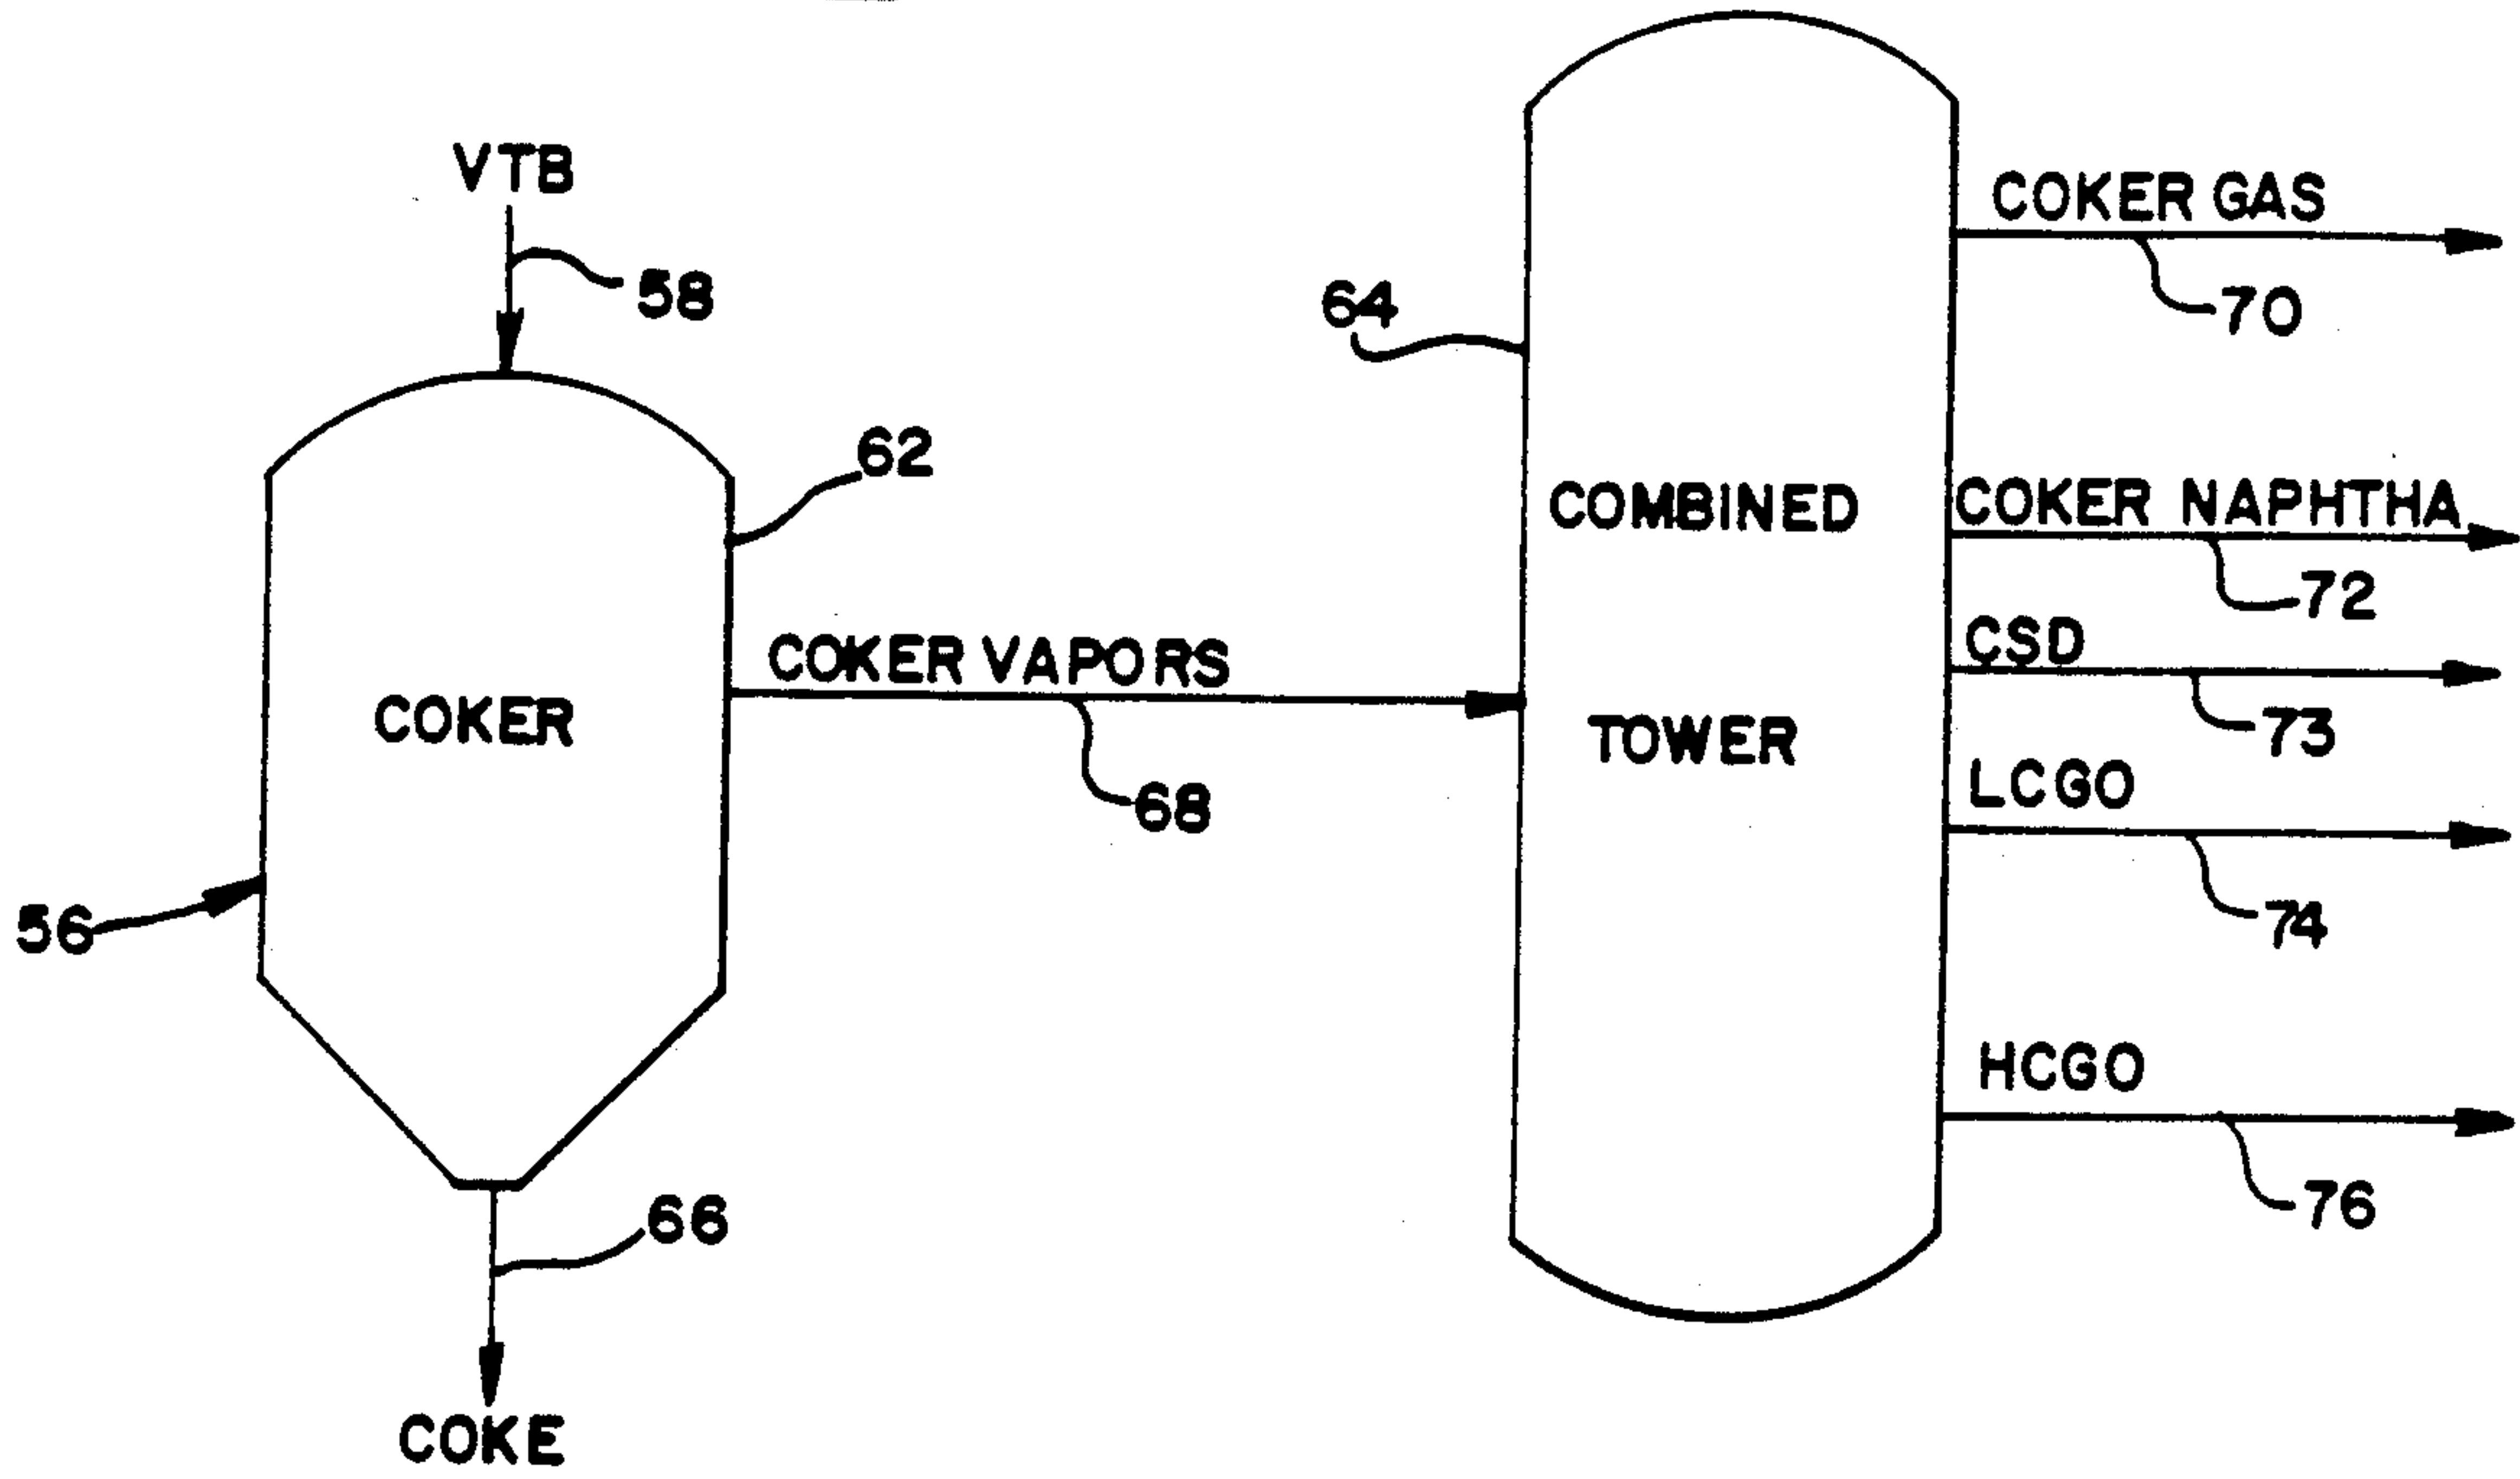 VTB
58
62
COKER
56
66
COKE
COKER VAPORS
68
64
COMBINED
TOWER
COKER GAS
70
COKER NAPHTHA
72
CSD
73
LCGO
74
HCGO
76